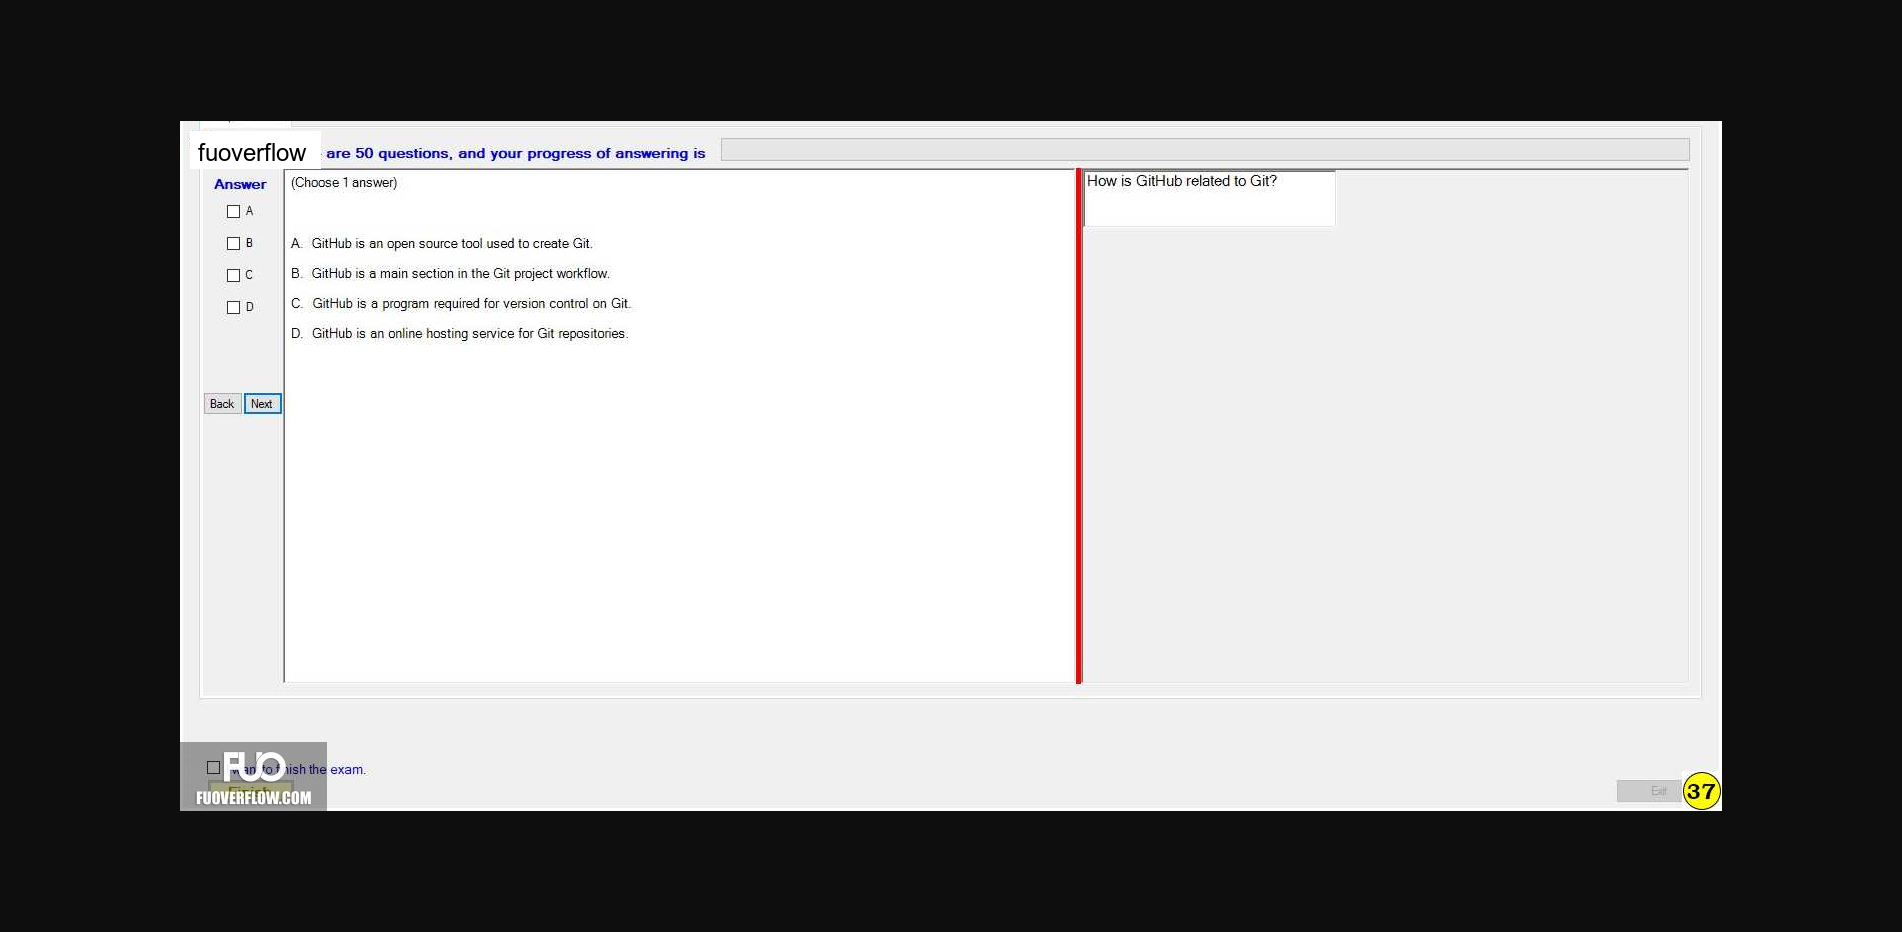 fuoverflow are 50 questions, and your progress of answering is
Answer
A
B
C
D
Back Next
(Choose 1 answer)
A. GitHub is an open source tool used to create Git.
B. GitHub is a main section in the Git project workflow.
C. GitHub is a program required for version control on Git.
D. GitHub is an online hosting service for Git repositories.
How is GitHub related to Git?
want to finish the exam.
Finish
FUO
FUOVERFLOW.COM
Exit
37